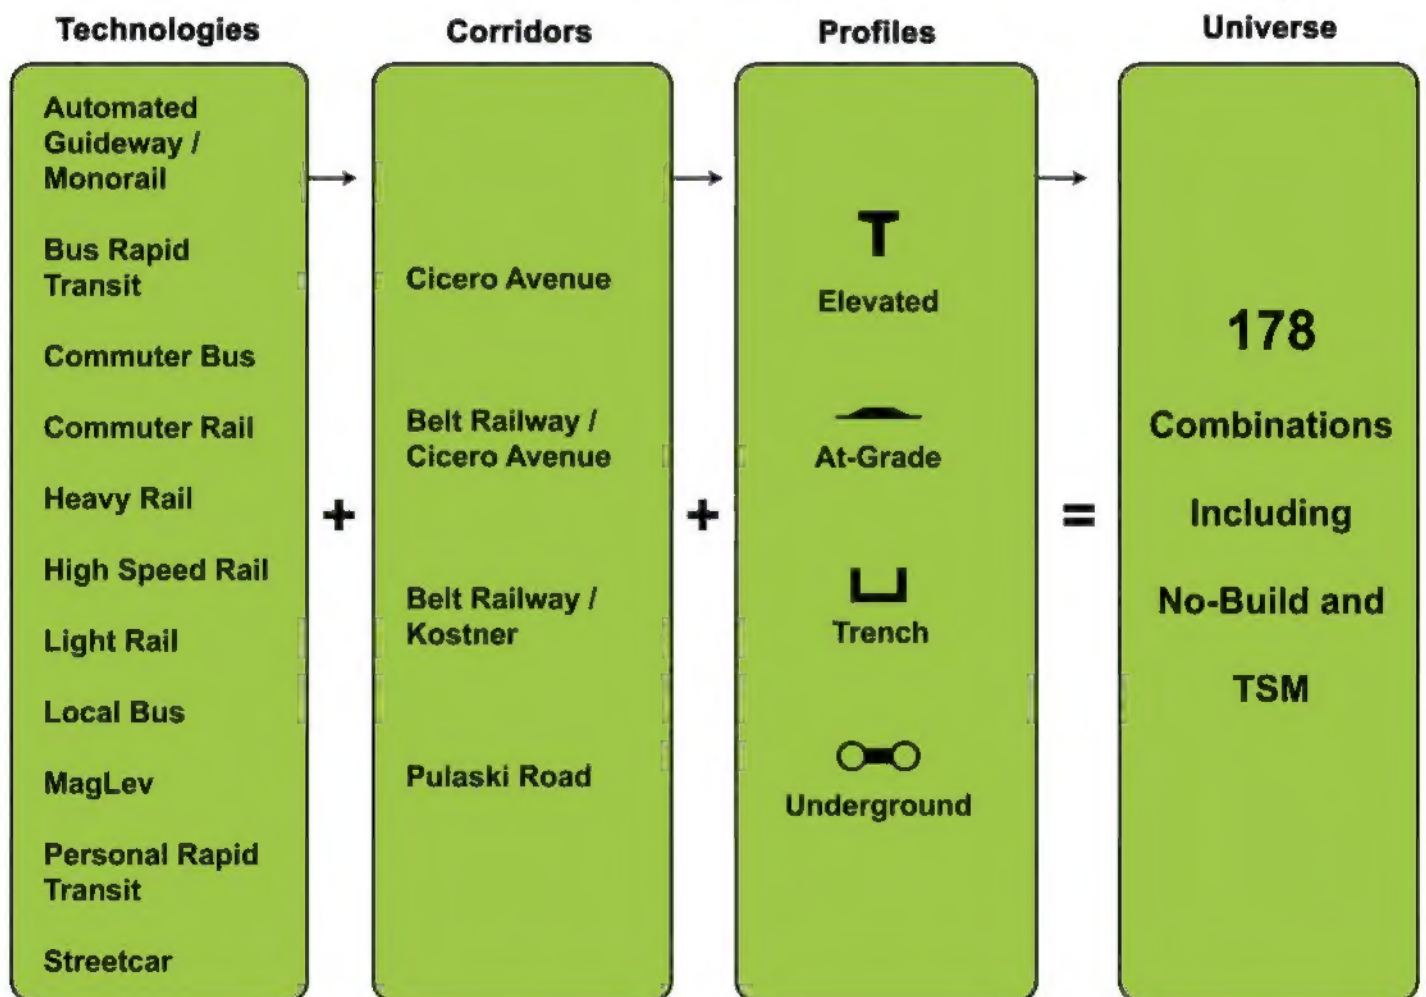 Technologies
Automated
Guideway /
Monorail
Bus Rapid
Transit
Commuter Bus
Commuter Rail
Heavy Rail
High Speed Rail
Light Rail
Local Bus
MagLev
Personal Rapid
Transit
Streetcar
+
Corridors
Cicero Avenue
Belt Railway /
Cicero Avenue
Belt Railway /
Kostner
Pulaski Road
+
Profiles
Elevated
At-Grade
Trench
Underground
=
Universe
178
Combinations
Including
No-Build and
TSM